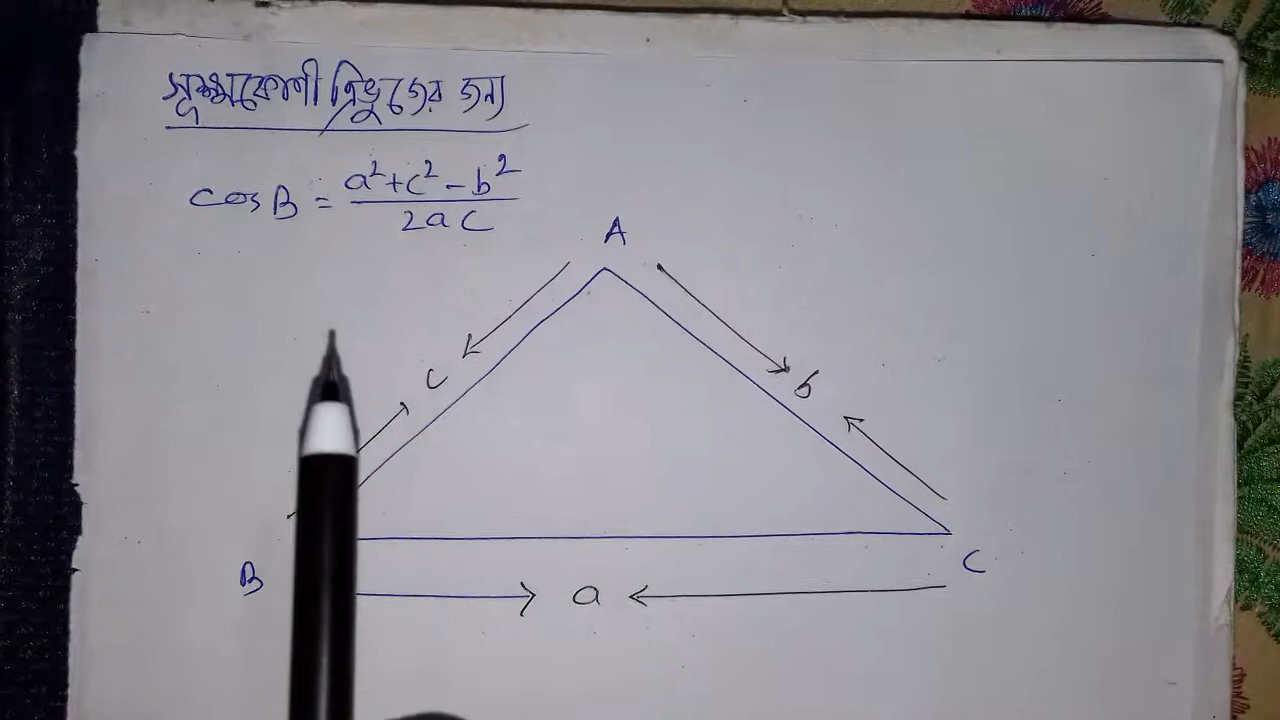 সূক্ষ্মকোণী ত্রিভুজের জন্য
cos B = a²+c²-b² / 2ac
A
c
b
B
C
a